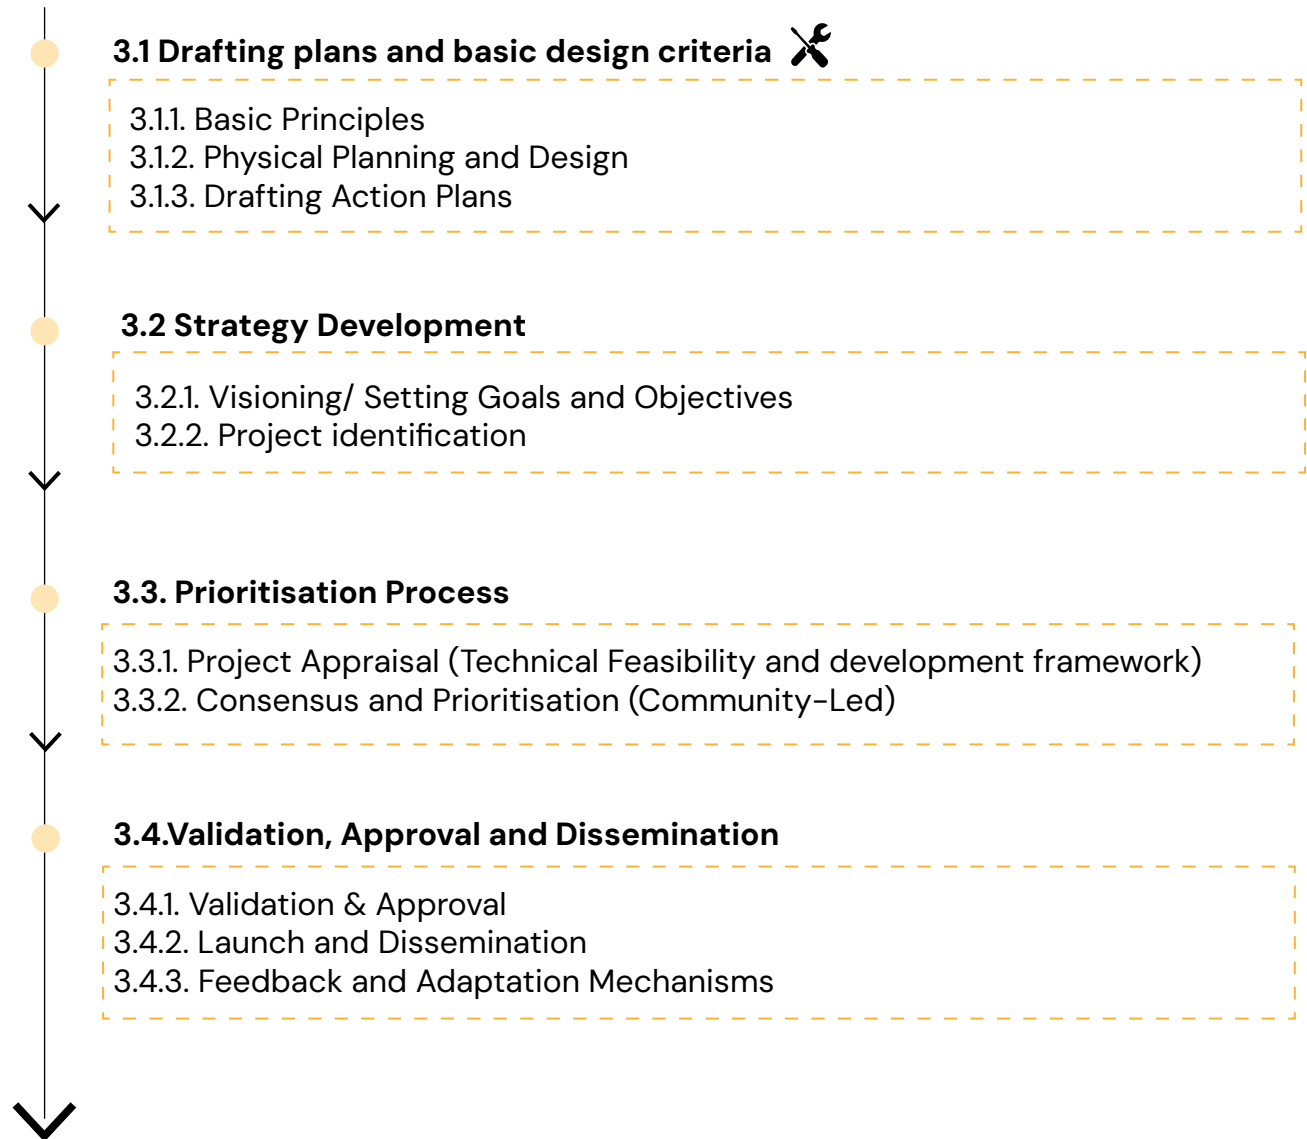 3.1 Drafting plans and basic design criteria
3.1.1. Basic Principles
3.1.2. Physical Planning and Design
3.1.3. Drafting Action Plans
3.2 Strategy Development
3.2.1. Visioning/ Setting Goals and Objectives
3.2.2. Project identification
3.3. Prioritisation Process
3.3.1. Project Appraisal (Technical Feasibility and development framework)
3.3.2. Consensus and Prioritisation (Community-Led)
3.4.Validation, Approval and Dissemination
3.4.1. Validation & Approval
3.4.2. Launch and Dissemination
3.4.3. Feedback and Adaptation Mechanisms